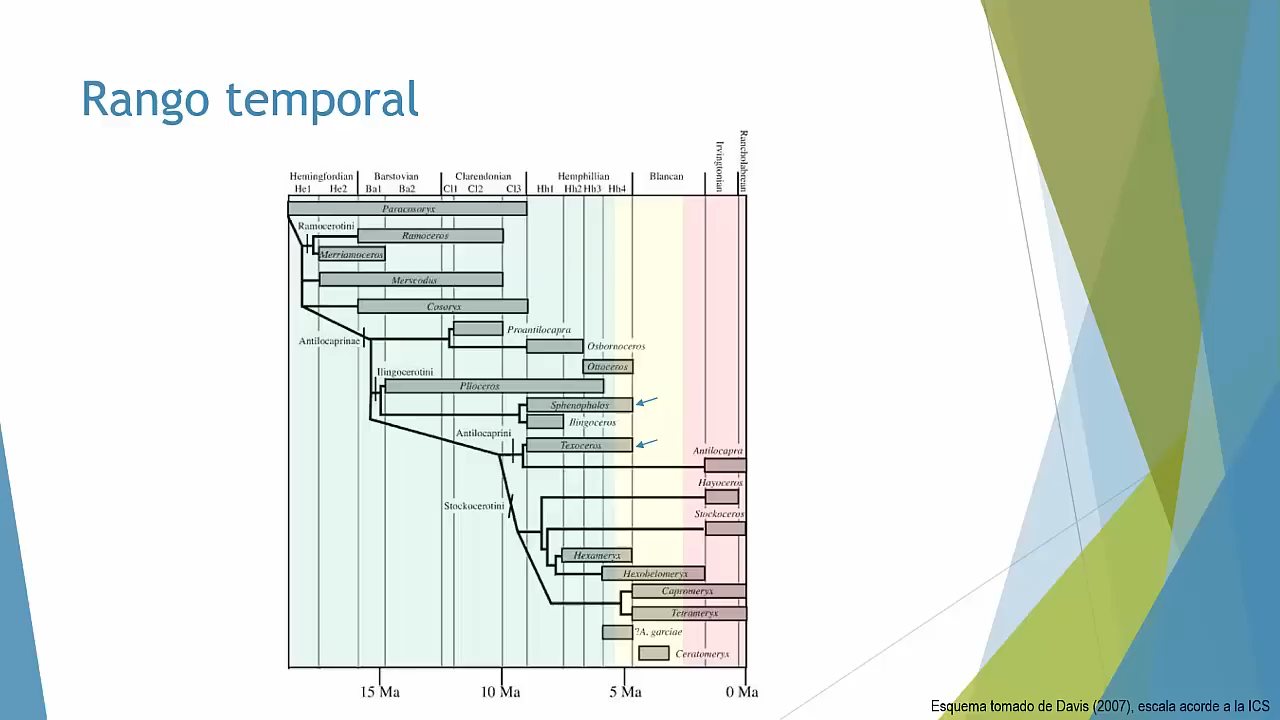 Rango temporal
Irvingtonian
Rancholabrean
Hemingfordian Barstovian Clarendonian Hemphillian Blancan
He1 He2 Ba1 Ba2 Cl1 Cl2 Cl3 Hh1 Hh2 Hh3 Hh4
Paracosoryx
Ramocerotini
Ramoceros
Merriamoceros
Merycodus
Cosoryx
Proantilocapra
Antilocaprinae
Osbornoceros
Ottoceros
Ilingocerotini
Plioceros
Sphenophalos
Ilingoceros
Antilocaprini
Texoceros
Antilocapra
Hayoceros
Stockocerotini
Stockoceros
Hexameryx
Hexobelomeryx
Capromeryx
Tetrameryx
?A. garciae
Ceratomeryx
15 Ma 10 Ma 5 Ma 0 Ma
Esquema tomado de Davis (2007), escala acorde a la ICS